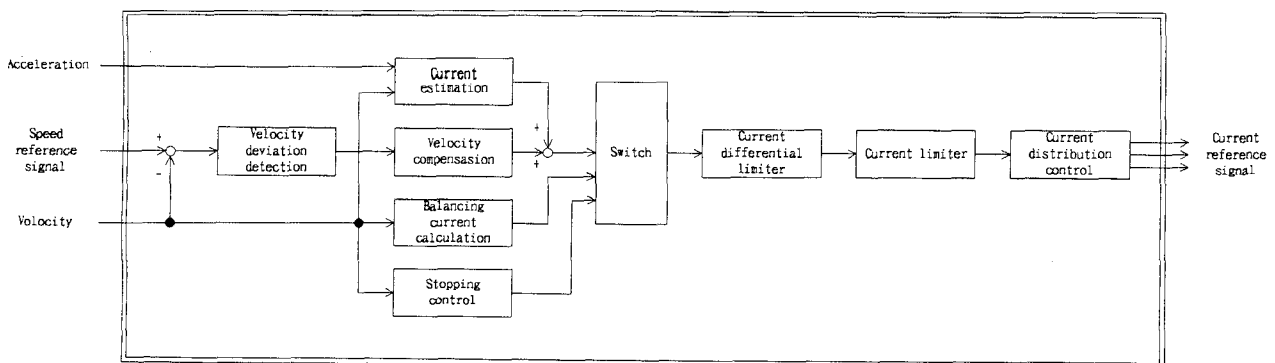 Acceleration
Speed
reference
signal
Volocity
+
-
Velocity
deviation
detection
Current
estimation
Velocity
compensasion
Balancing
current
calculation
Stopping
control
+
+
Switch
Current
differential
limiter
Current limiter
Current
distribution
control
Current
reference
signal